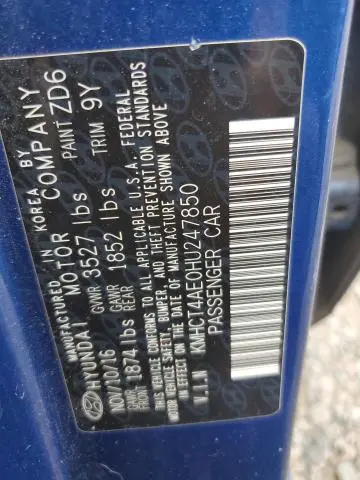 MANUFACTURED IN KOREA BY
HYUNDAI MOTOR COMPANY
NOV/10/16 GVWR 3527 lbs PAINT ZD6
GAWR FRONT 1874 lbs GAWR REAR 1852 lbs TRIM 9Y
THIS VEHICLE CONFORMS TO ALL APPLICABLE U.S.A. FEDERAL
MOTOR VEHICLE SAFETY, BUMPER, AND THEFT PREVENTION STANDARDS
IN EFFECT ON THE DATE OF MANUFACTURE SHOWN ABOVE
V.I.N KMHCT4AE0HU247850
PASSENGER CAR